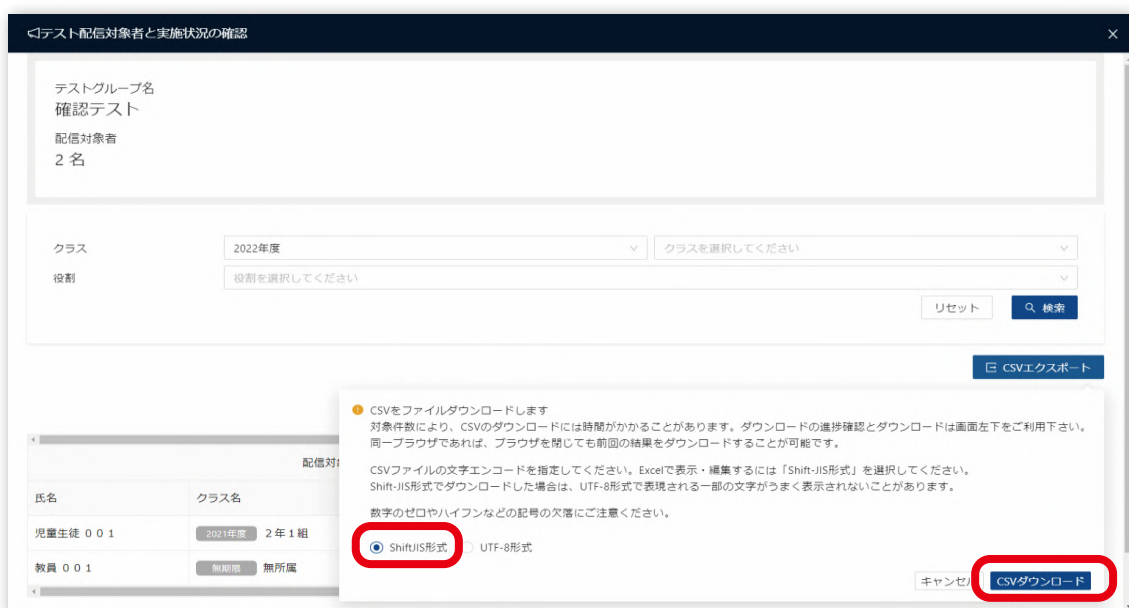 テスト配信対象者と実施状況の確認
テストグループ名
確認テスト
配信対象者
2 名
クラス 2022年度 クラスを選択してください
役割 役割を選択してください
リセット 検索
CSVエクスポート
CSVをファイルダウンロードします
対象件数により、CSVのダウンロードには時間がかかることがあります。ダウンロードの進捗確認とダウンロードは画面左下をご利用下さい。
同一ブラウザであれば、ブラウザを閉じても前回の結果をダウンロードすることが可能です。
CSVファイルの文字エンコードを指定してください。Excelで表示・編集するには「Shift-JIS形式」を選択してください。
Shift-JIS形式でダウンロードした場合は、UTF-8形式で表現される一部の文字がうまく表示されないことがあります。
数字のゼロやハイフンなどの記号の欠落にご注意ください。
ShiftJIS形式 UTF-8形式
キャンセル CSVダウンロード
配信対
氏名 クラス名
児童生徒 001 2021年度 2年1組
教員 001 無期限 無所属